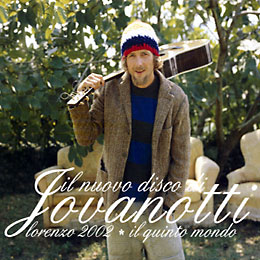 il nuovo disco di
Jovanotti
lorenzo 2002 * il quinto mondo